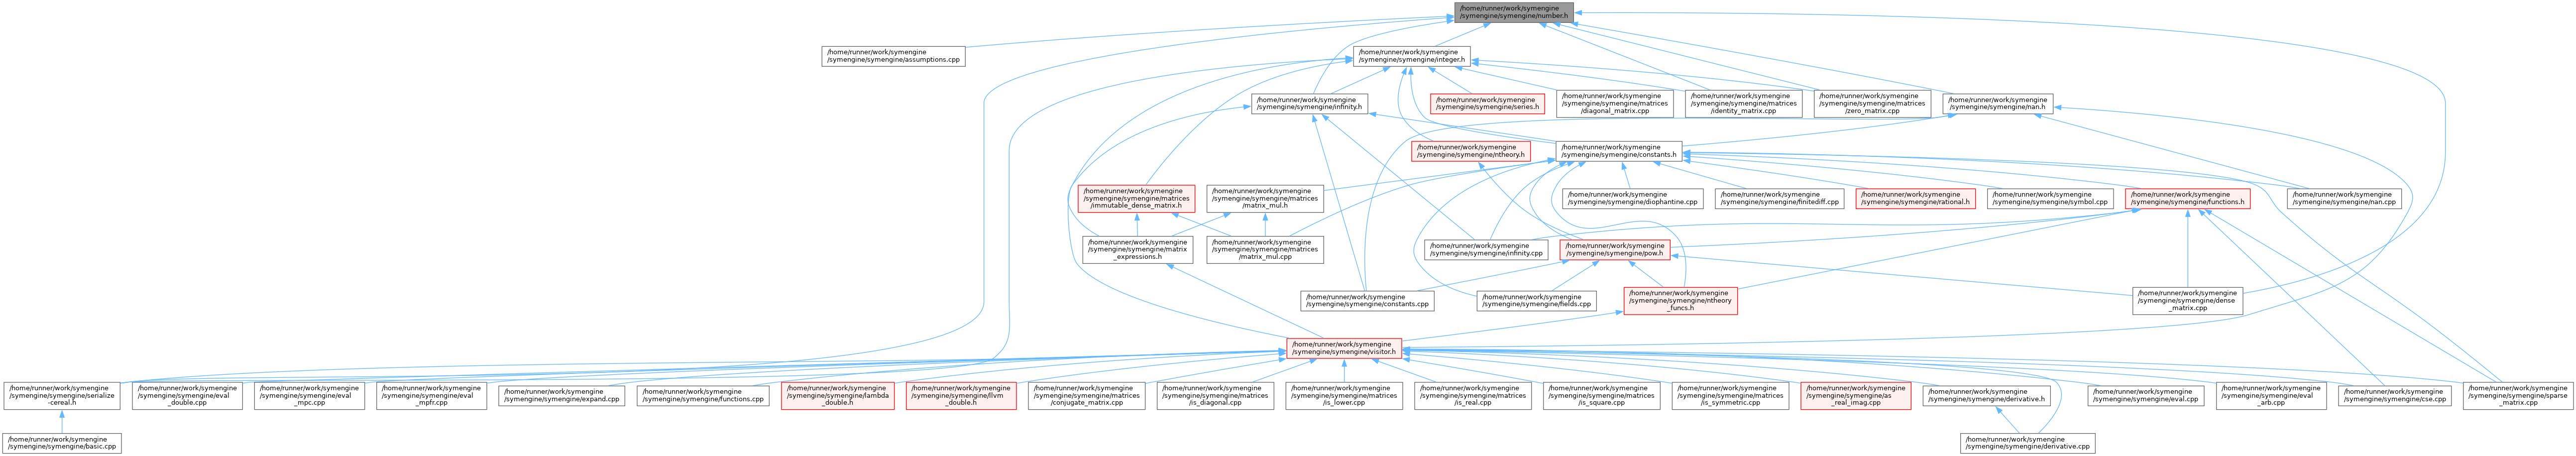 /home/runner/work/symengine
/symengine/symengine/number.h
/home/runner/work/symengine
/symengine/symengine/assumptions.cpp
/home/runner/work/symengine
/symengine/symengine/integer.h
/home/runner/work/symengine
/symengine/symengine/infinity.h
/home/runner/work/symengine
/symengine/symengine/series.h
/home/runner/work/symengine
/symengine/symengine/matrices
/diagonal_matrix.cpp
/home/runner/work/symengine
/symengine/symengine/matrices
/identity_matrix.cpp
/home/runner/work/symengine
/symengine/symengine/matrices
/zero_matrix.cpp
/home/runner/work/symengine
/symengine/symengine/nan.h
/home/runner/work/symengine
/symengine/symengine/ntheory.h
/home/runner/work/symengine
/symengine/symengine/constants.h
/home/runner/work/symengine
/symengine/symengine/matrices
/immutable_dense_matrix.h
/home/runner/work/symengine
/symengine/symengine/matrices
/matrix_mul.h
/home/runner/work/symengine
/symengine/symengine/diophantine.cpp
/home/runner/work/symengine
/symengine/symengine/finitediff.cpp
/home/runner/work/symengine
/symengine/symengine/rational.h
/home/runner/work/symengine
/symengine/symengine/symbol.cpp
/home/runner/work/symengine
/symengine/symengine/functions.h
/home/runner/work/symengine
/symengine/symengine/nan.cpp
/home/runner/work/symengine
/symengine/symengine/matrix
_expressions.h
/home/runner/work/symengine
/symengine/symengine/matrices
/matrix_mul.cpp
/home/runner/work/symengine
/symengine/symengine/infinity.cpp
/home/runner/work/symengine
/symengine/symengine/pow.h
/home/runner/work/symengine
/symengine/symengine/constants.cpp
/home/runner/work/symengine
/symengine/symengine/fields.cpp
/home/runner/work/symengine
/symengine/symengine/ntheory
_funcs.h
/home/runner/work/symengine
/symengine/symengine/dense
_matrix.cpp
/home/runner/work/symengine
/symengine/symengine/visitor.h
/home/runner/work/symengine
/symengine/symengine/serialize
-cereal.h
/home/runner/work/symengine
/symengine/symengine/eval
_double.cpp
/home/runner/work/symengine
/symengine/symengine/eval
_mpc.cpp
/home/runner/work/symengine
/symengine/symengine/eval
_mpfr.cpp
/home/runner/work/symengine
/symengine/symengine/expand.cpp
/home/runner/work/symengine
/symengine/symengine/functions.cpp
/home/runner/work/symengine
/symengine/symengine/lambda
_double.h
/home/runner/work/symengine
/symengine/symengine/llvm
_double.h
/home/runner/work/symengine
/symengine/symengine/matrices
/conjugate_matrix.cpp
/home/runner/work/symengine
/symengine/symengine/matrices
/is_diagonal.cpp
/home/runner/work/symengine
/symengine/symengine/matrices
/is_lower.cpp
/home/runner/work/symengine
/symengine/symengine/matrices
/is_real.cpp
/home/runner/work/symengine
/symengine/symengine/matrices
/is_square.cpp
/home/runner/work/symengine
/symengine/symengine/matrices
/is_symmetric.cpp
/home/runner/work/symengine
/symengine/symengine/as
_real_imag.cpp
/home/runner/work/symengine
/symengine/symengine/derivative.h
/home/runner/work/symengine
/symengine/symengine/eval.cpp
/home/runner/work/symengine
/symengine/symengine/eval
_arb.cpp
/home/runner/work/symengine
/symengine/symengine/cse.cpp
/home/runner/work/symengine
/symengine/symengine/sparse
_matrix.cpp
/home/runner/work/symengine
/symengine/symengine/basic.cpp
/home/runner/work/symengine
/symengine/symengine/derivative.cpp